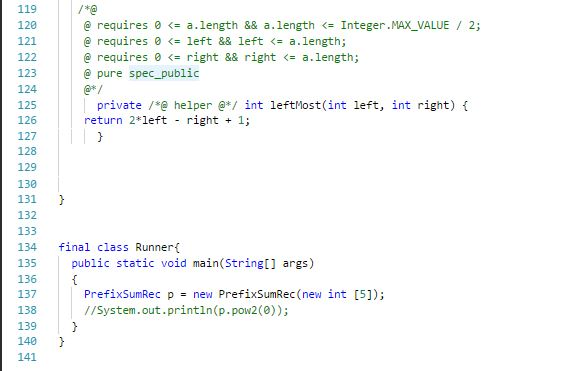 119 /*@
120 @ requires 0 <= a.length && a.length <= Integer.MAX_VALUE / 2;
121 @ requires 0 <= left && left <= a.length;
122 @ requires 0 <= right && right <= a.length;
123 @ pure spec_public
124 @*/
125 private /*@ helper @*/ int leftMost(int left, int right) {
126 return 2*left - right + 1;
127 }
128
129
130
131 }
132
133
134 final class Runner{
135 public static void main(String[] args)
136 {
137 PrefixSumRec p = new PrefixSumRec(new int [5]);
138 //System.out.println(p.pow2(0));
139 }
140 }
141